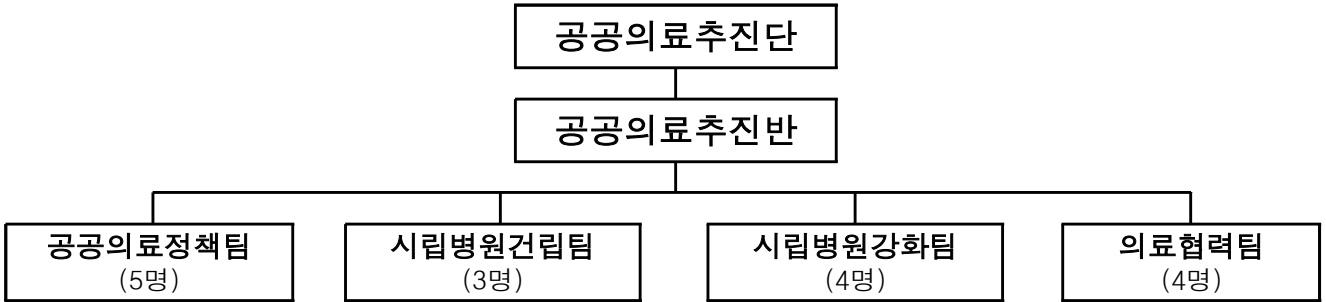 공공의료추진단
공공의료추진반
공공의료정책팀
(5명)
시립병원건립팀
(3명)
시립병원강화팀
(4명)
의료협력팀
(4명)